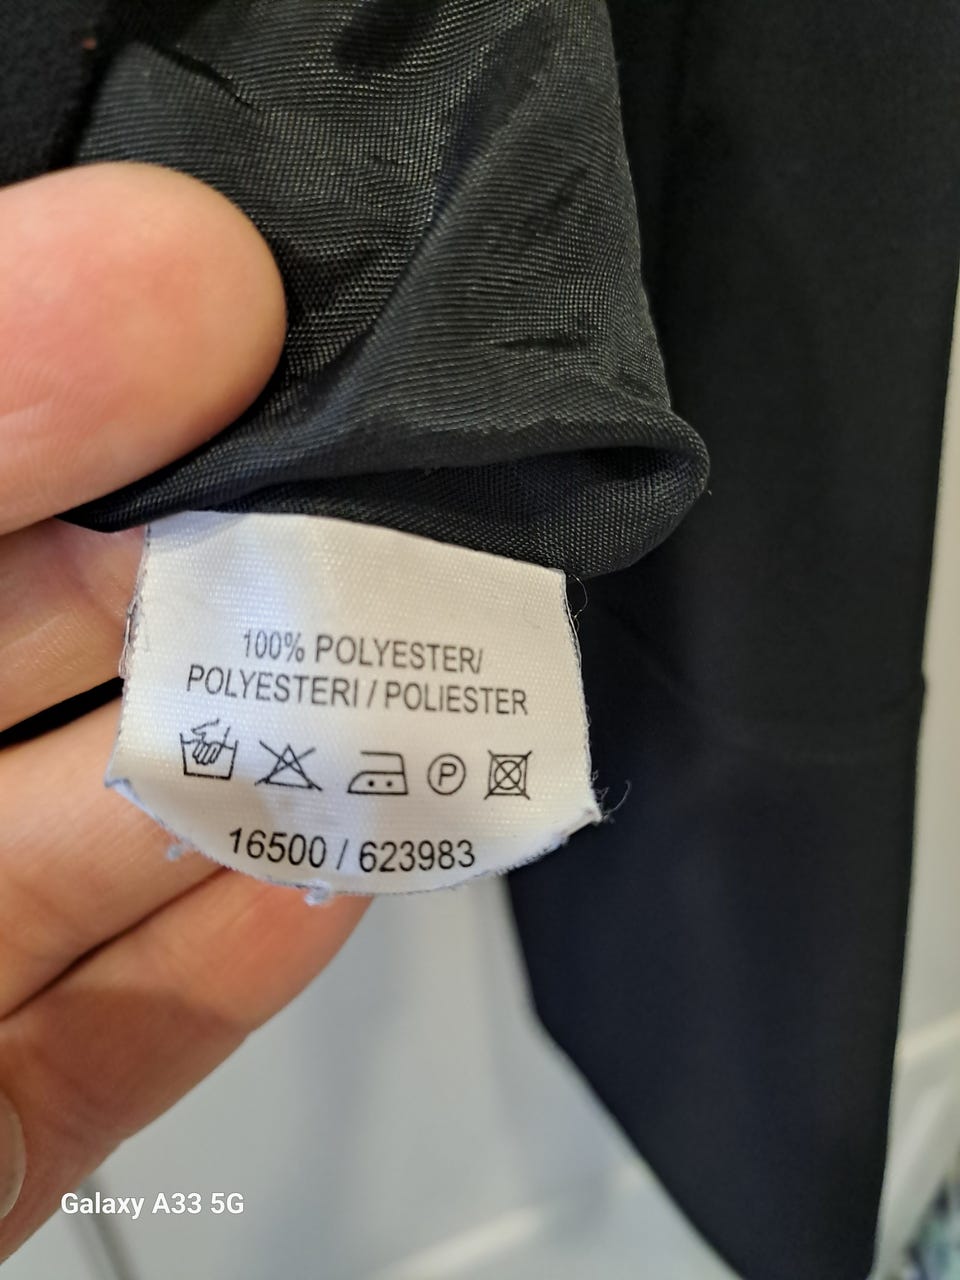 100% POLYESTER/
POLYESTERI / POLIESTER
P
16500 / 623983
Galaxy A33 5G